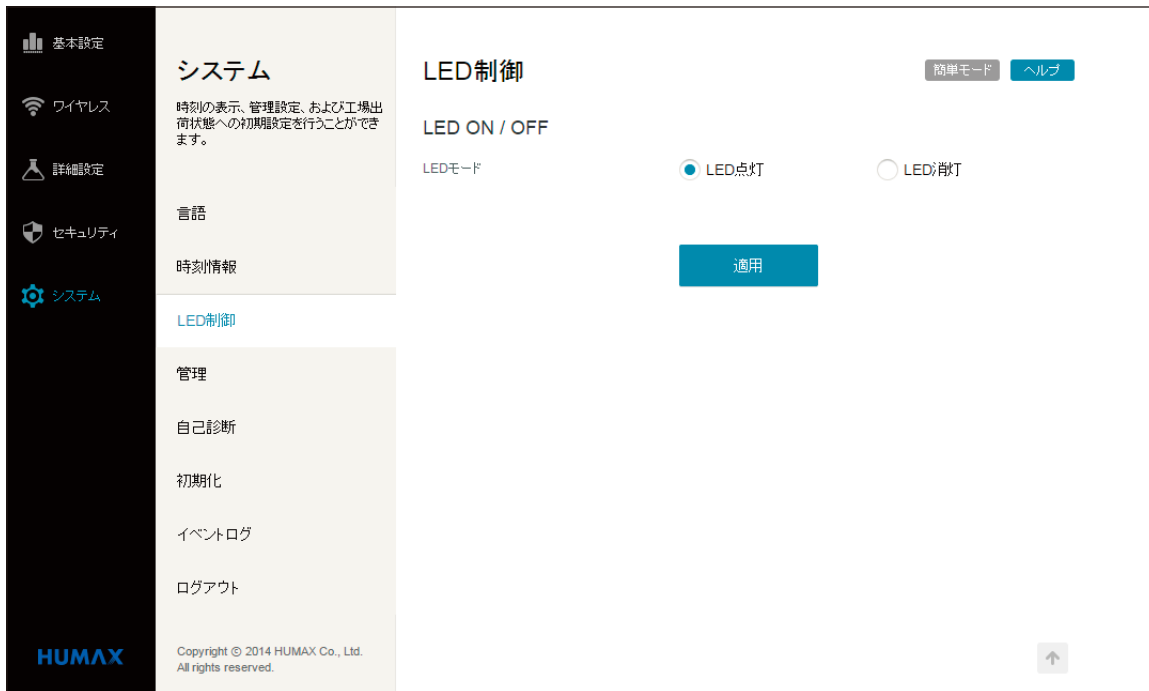 基本設定
ワイヤレス
詳細設定
セキュリティ
システム
HUMAX
システム
時刻の表示、管理設定、および工場出
荷状態への初期設定を行うことができ
ます。
言語
時刻情報
LED制御
管理
自己診断
初期化
イベントログ
ログアウト
Copyright © 2014 HUMAX Co., Ltd.
All rights reserved.
LED制御
簡単モード ヘルプ
LED ON / OFF
LEDモード LED点灯 LED消灯
適用